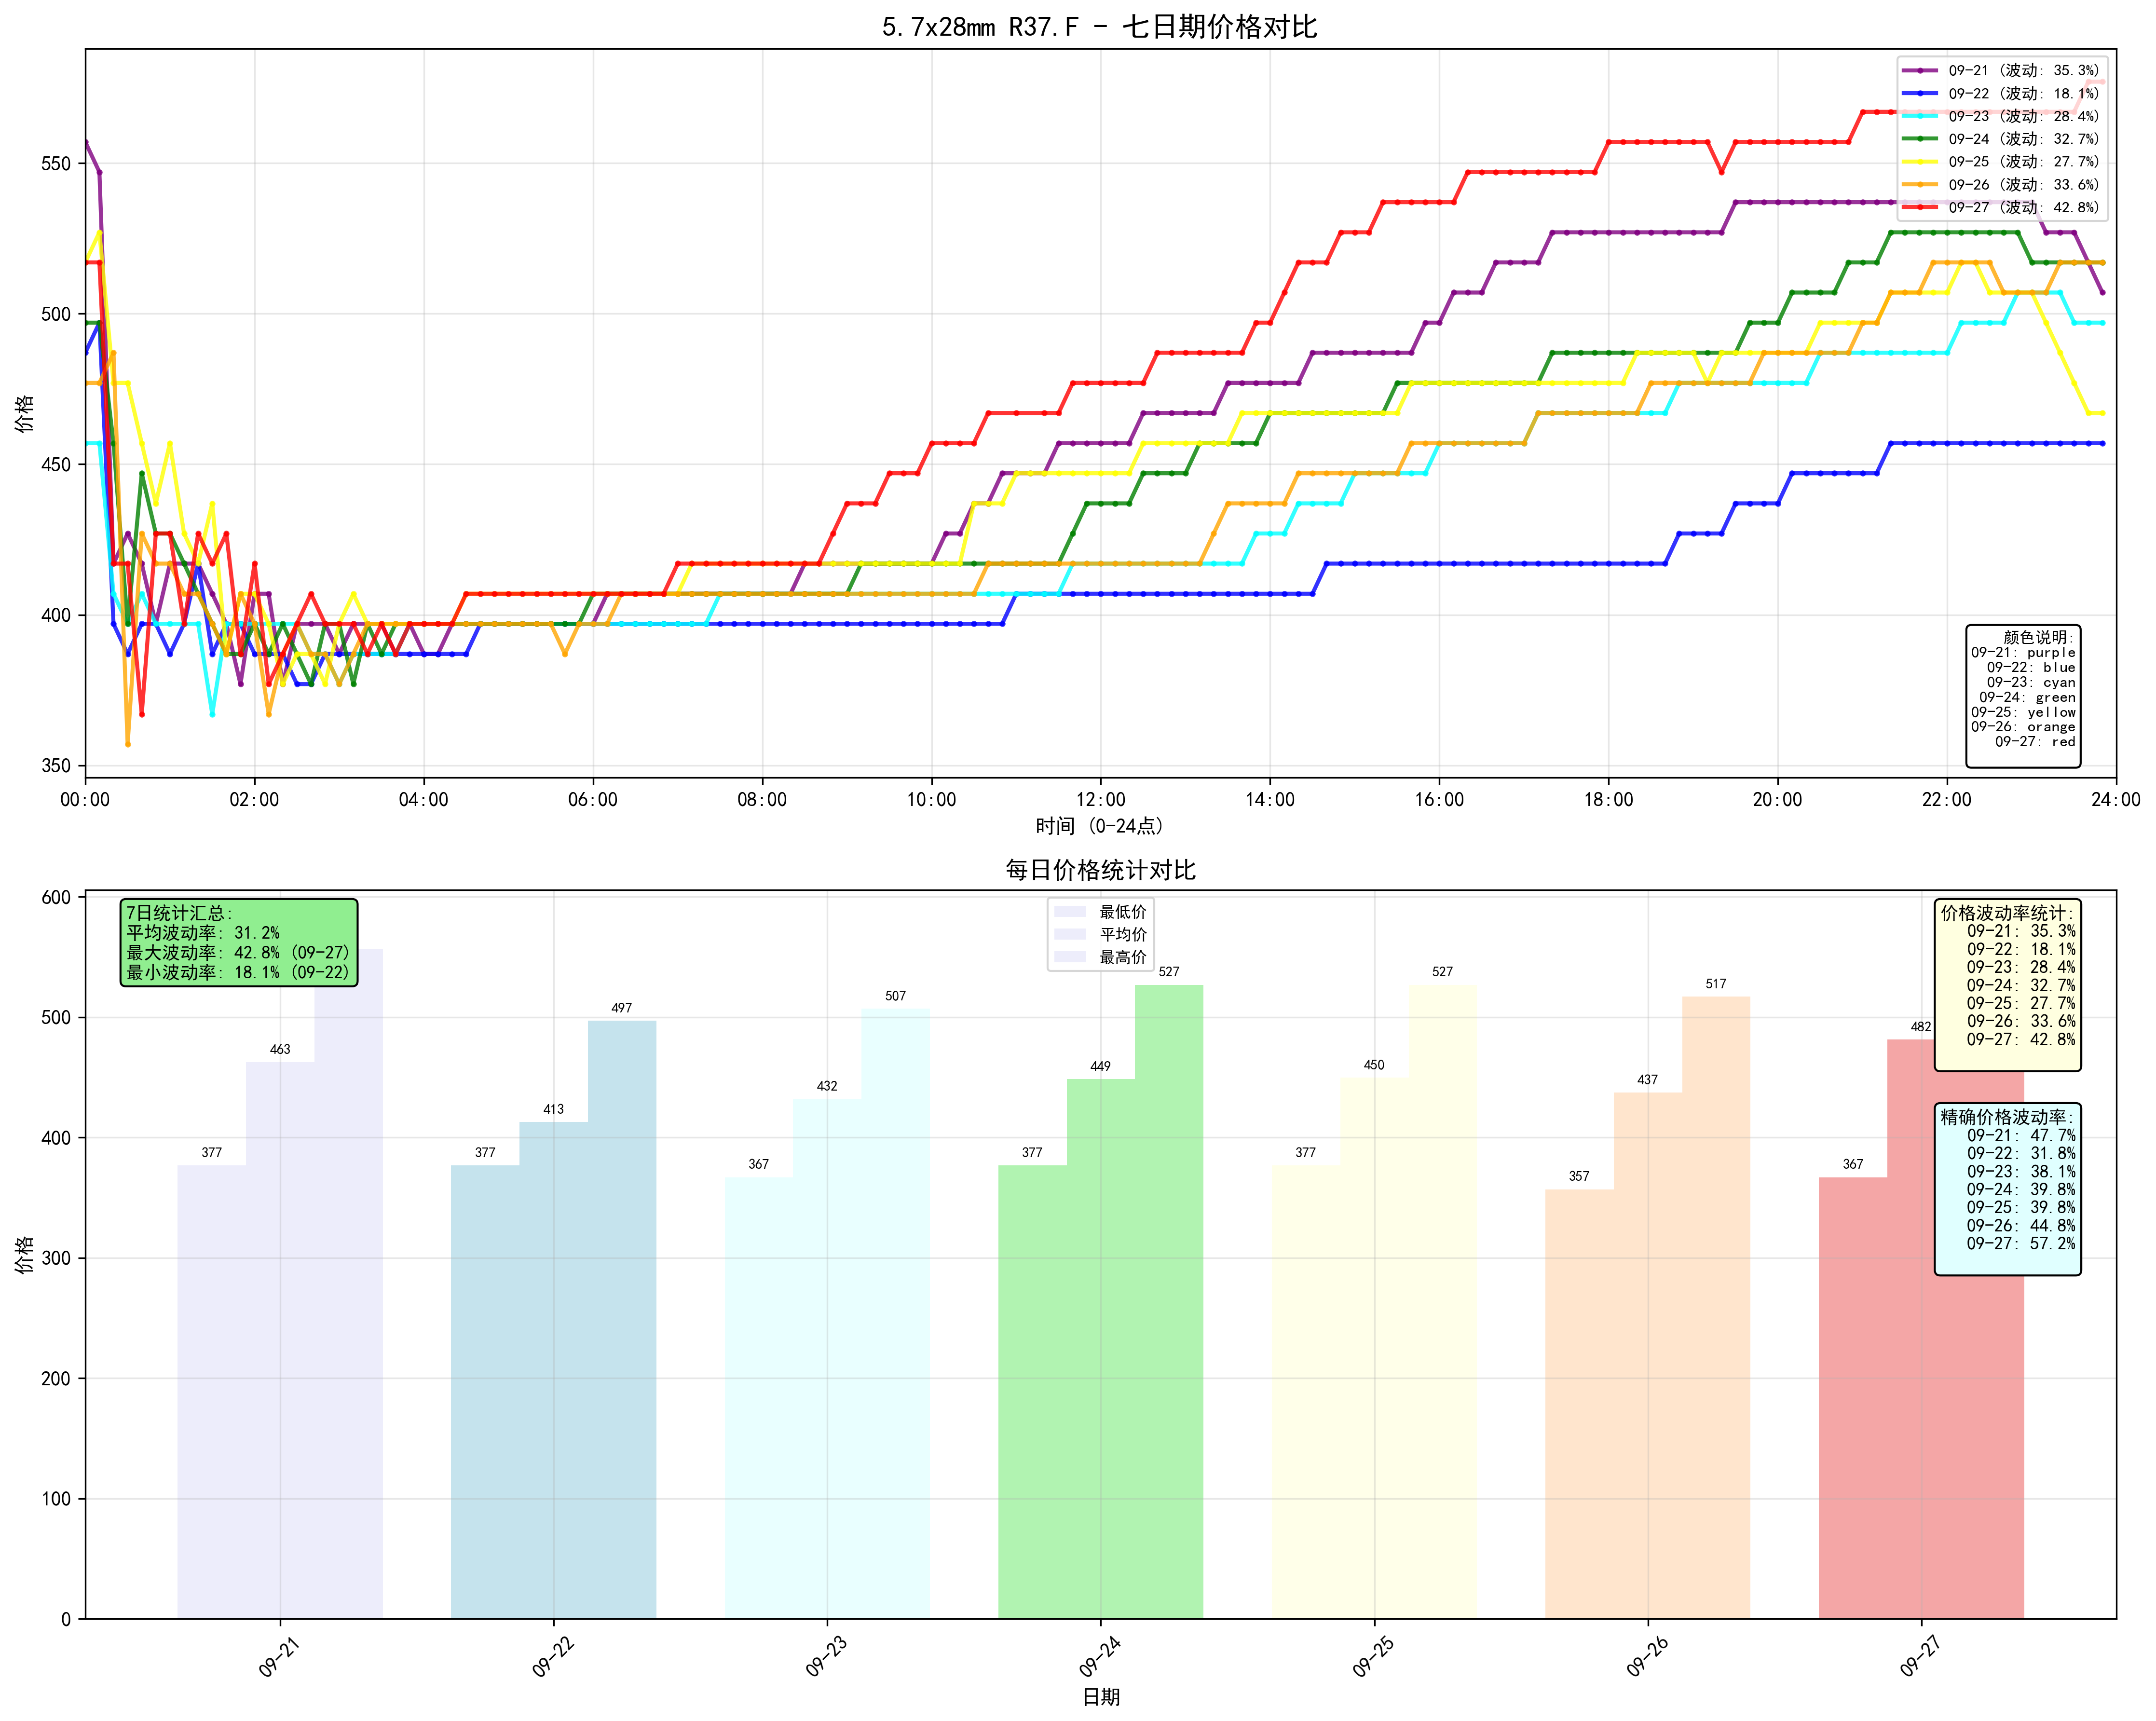 5.7x28mm R37.F - 七日期价格对比
价格
550
500
450
400
350
09-21 (波动: 35.3%)
09-22 (波动: 18.1%)
09-23 (波动: 28.4%)
09-24 (波动: 32.7%)
09-25 (波动: 27.7%)
09-26 (波动: 33.6%)
09-27 (波动: 42.8%)
颜色说明:
09-21: purple
09-22: blue
09-23: cyan
09-24: green
09-25: yellow
09-26: orange
09-27: red
00:00 02:00 04:00 06:00 08:00 10:00 12:00 14:00 16:00 18:00 20:00 22:00 24:00
时间 (0-24点)
每日价格统计对比
价格
600
500
400
300
200
100
0
7日统计汇总:
平均波动率: 31.2%
最大波动率: 42.8% (09-27)
最小波动率: 18.1% (09-22)
最低价
平均价
最高价
价格波动率统计:
09-21: 35.3%
09-22: 18.1%
09-23: 28.4%
09-24: 32.7%
09-25: 27.7%
09-26: 33.6%
09-27: 42.8%
精确价格波动率:
09-21: 47.7%
09-22: 31.8%
09-23: 38.1%
09-24: 39.8%
09-25: 39.8%
09-26: 44.8%
09-27: 57.2%
377 463
377 413 497
367 432 507
377 449 527
377 450 527
357 437 517
367 482
09-21 09-22 09-23 09-24 09-25 09-26 09-27
日期